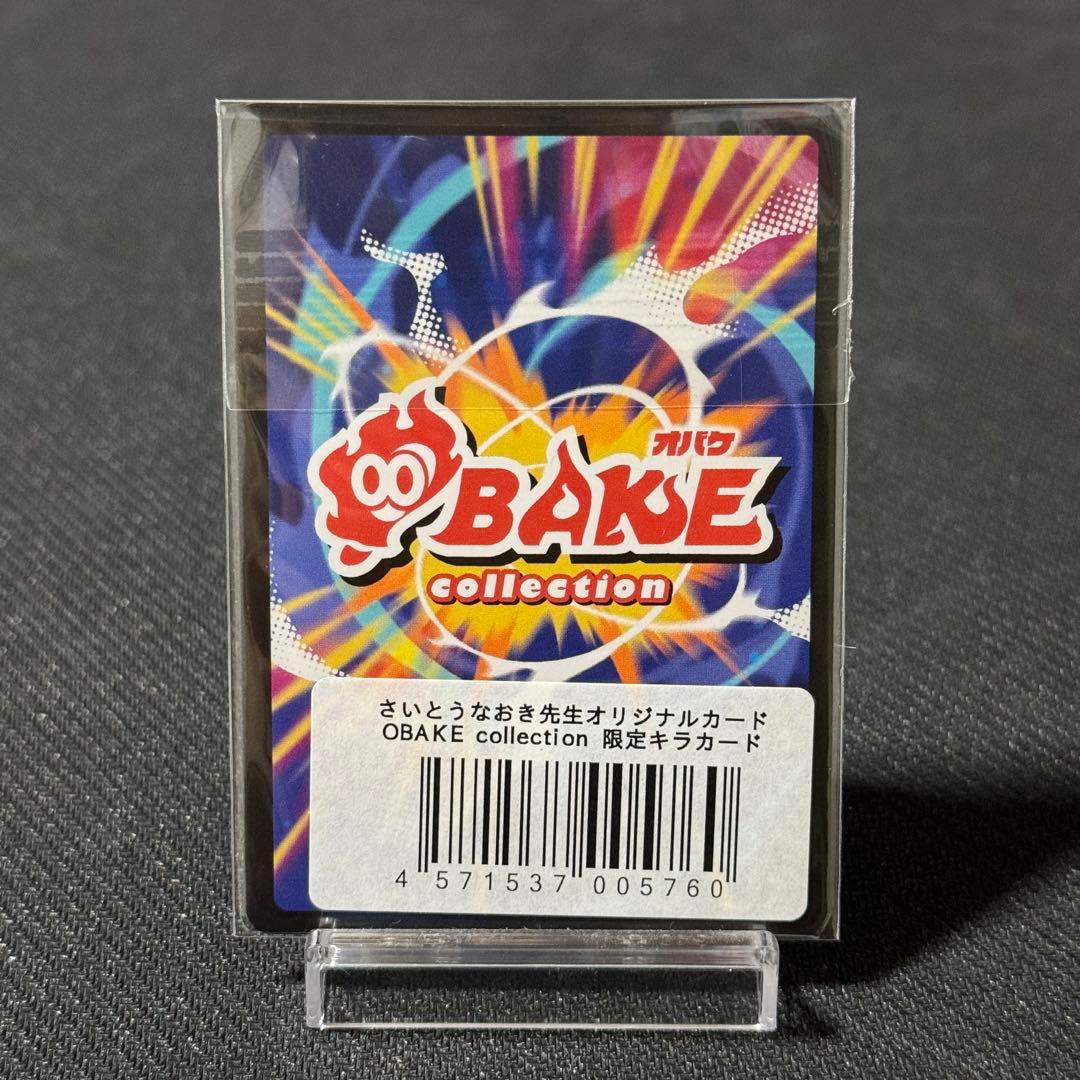 オバケ
OBAKE
collection
さいとうなおき先生オリジナルカード
OBAKE collection 限定キラカード
4 571537 005760